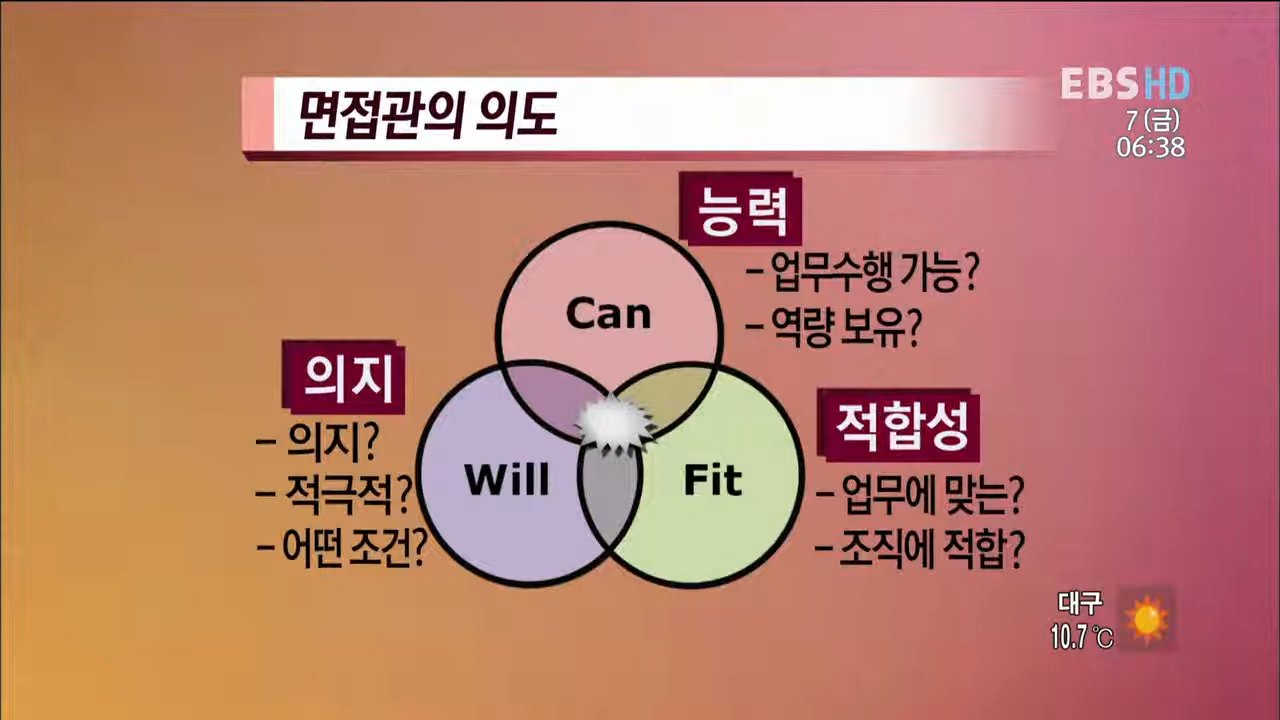 면접관의 의도
EBS HD
7 (금)
06:38
능력
- 업무수행 가능?
- 역량 보유?
Can
의지
- 의지?
- 적극적?
- 어떤 조건?
Will
Fit
적합성
- 업무에 맞는?
- 조직에 적합?
대구
10.7 ℃